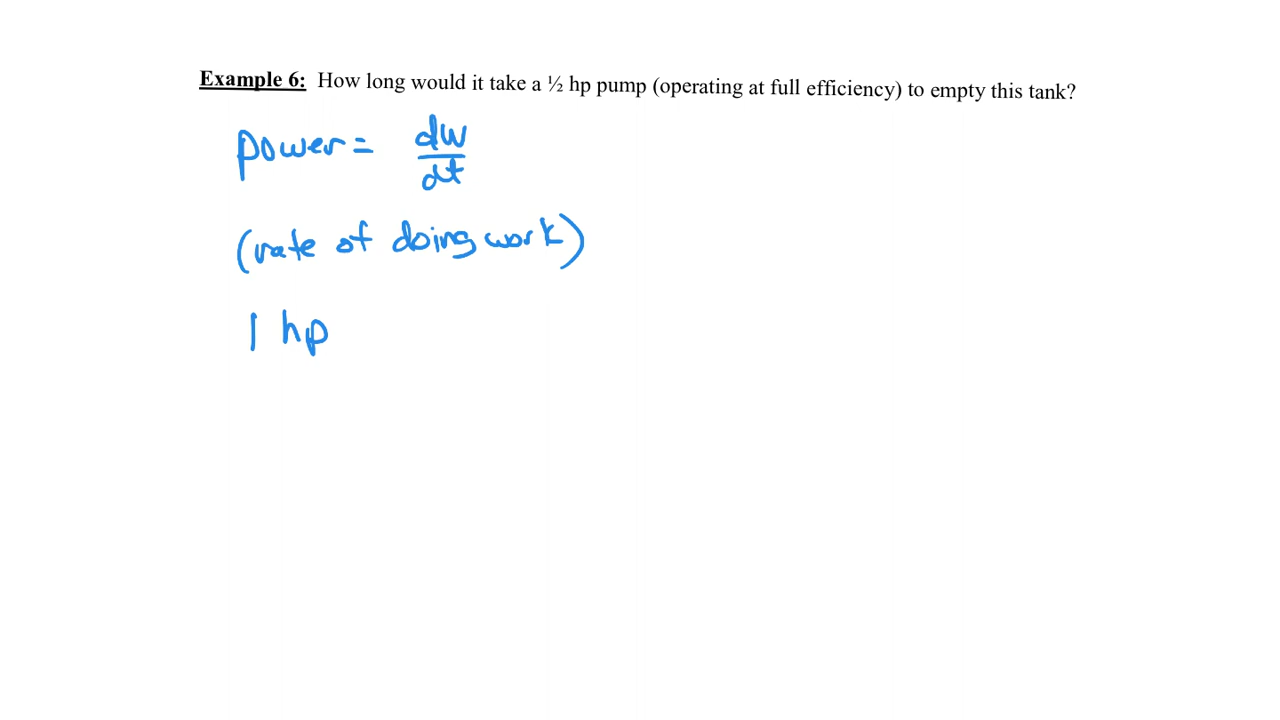 Example 6: How long would it take a ½ hp pump (operating at full efficiency) to empty this tank?
power = dw/dt
(rate of doing work)
1 hp